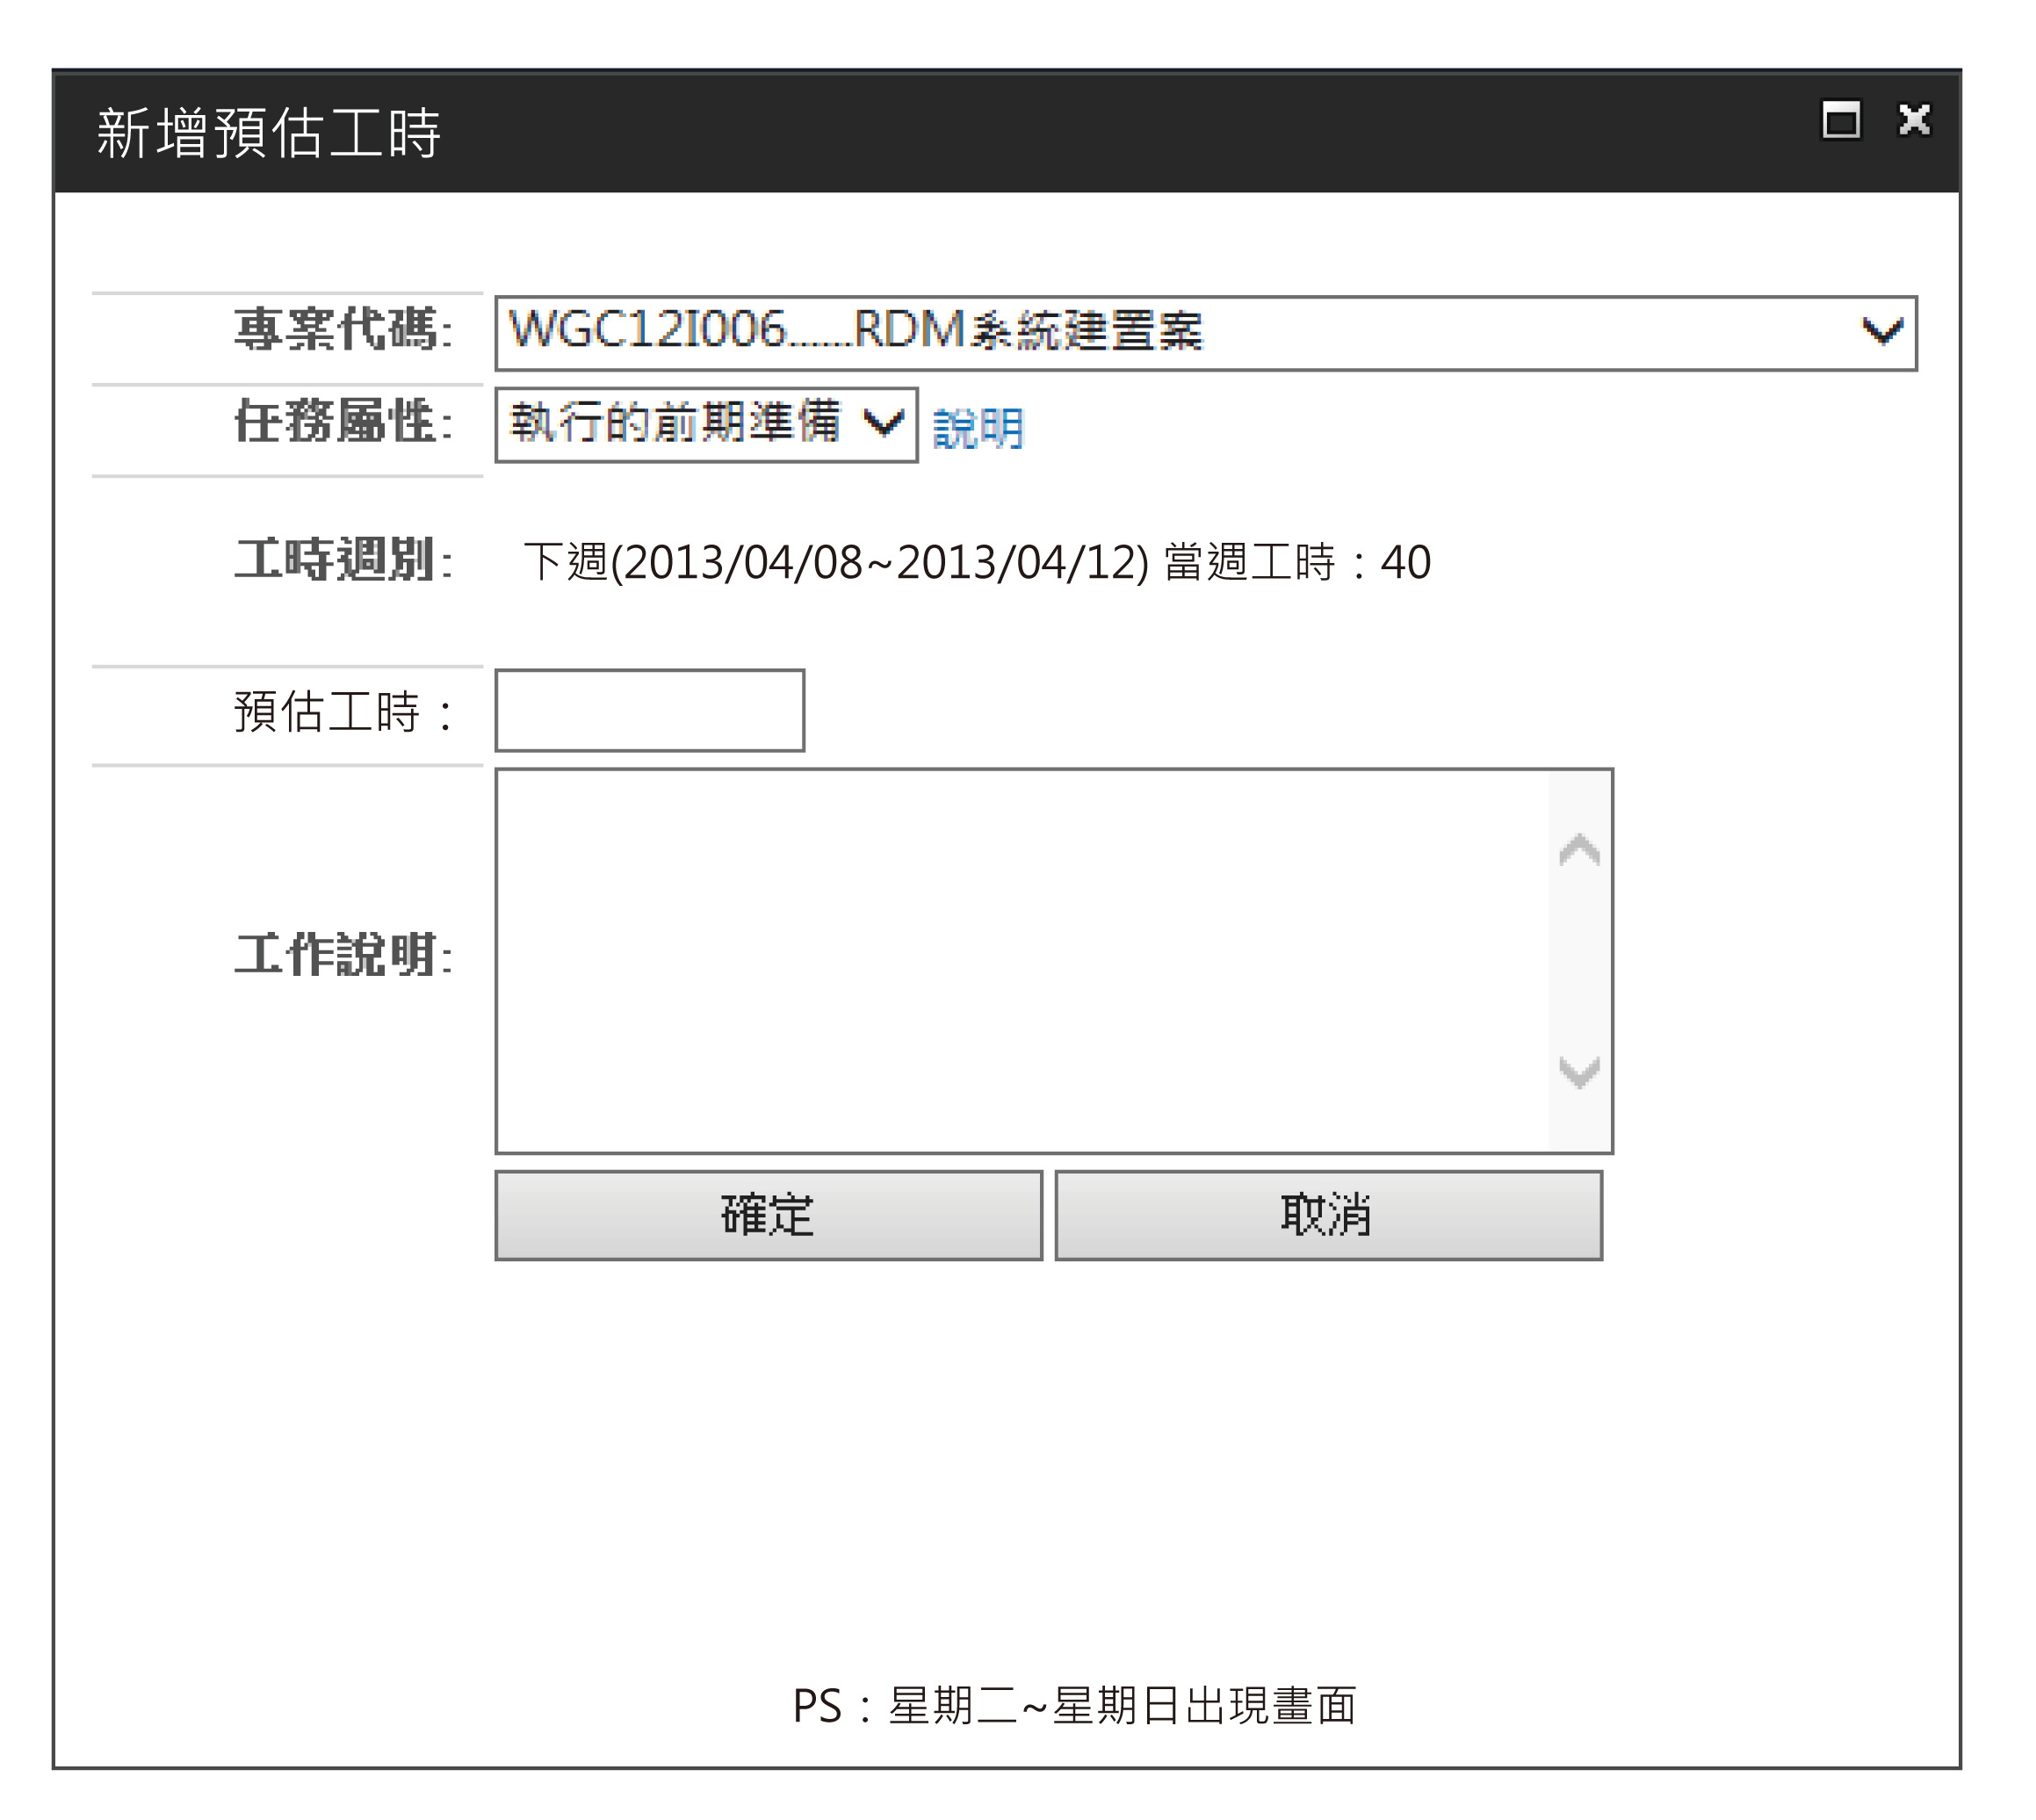 新增預估工時
專案代碼: WGC12I006......RDM系統建置案
任務屬性: 執行的前期準備 說明
工時週別: 下週(2013/04/08~2013/04/12) 當週工時：40
預估工時：
工作說明:
確定 取消
PS：星期二~星期日出現畫面